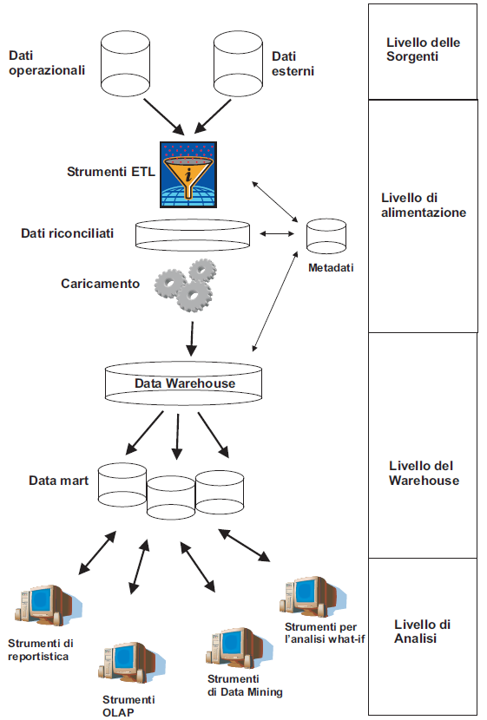 Dati
operazionali
Dati
esterni
Livello delle
Sorgenti
Strumenti ETL
i
Livello di
alimentazione
Dati riconciliati
Metadati
Caricamento
Data Warehouse
Data mart
Livello del
Warehouse
Strumenti di
reportistica
Strumenti
OLAP
Strumenti
di Data Mining
Strumenti per
l'analisi what-if
Livello di
Analisi